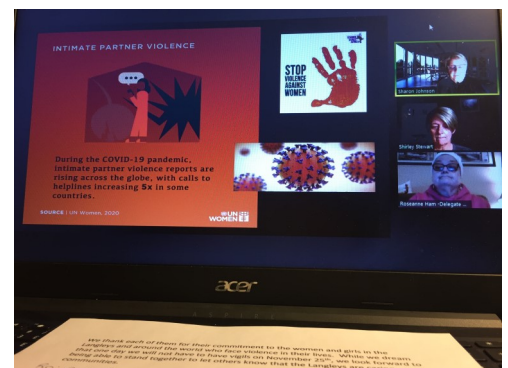 INTIMATE PARTNER VIOLENCE
During the COVID-19 pandemic,
intimate partner violence reports are
rising across the globe, with calls to
helplines increasing 5x in some
countries.
SOURCE | UN Women, 2020
UN
WOMEN
STOP
VIOLENCE
AGAINST
WOMEN
Sharon Johnson
Shirley Stewart
Roseanne Ham -Delegate ...
acer
We thank each of them for their commitment to the women and girls in the
Langleys and around the world who face violence in their lives. While we dream
that one day we will not have to have vigils on November 25th, we look forward to
being able to stand together to let others know that the Langleys are
communities.